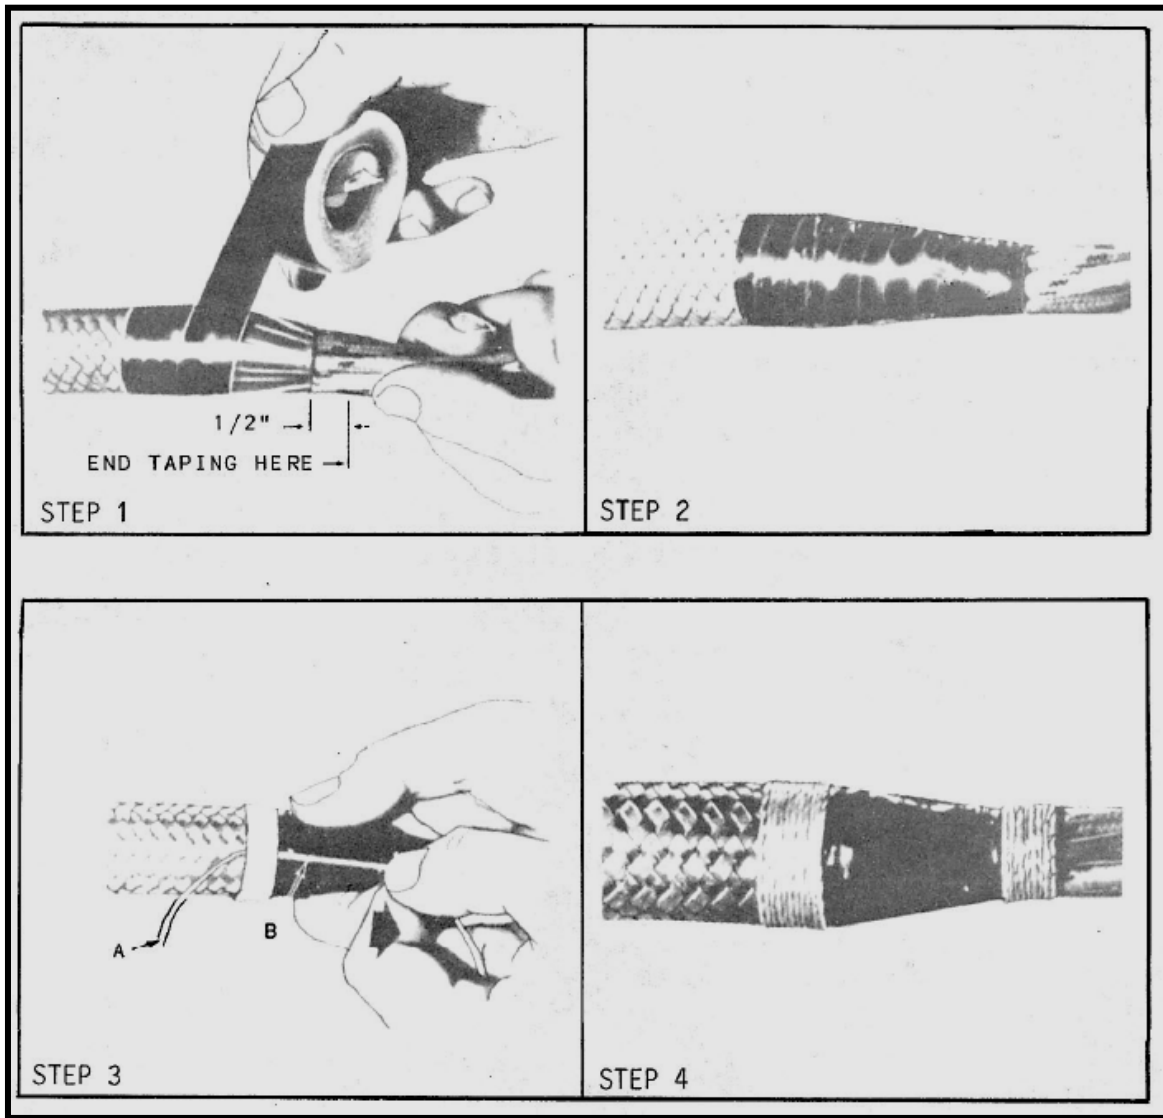 1/2"
END TAPING HERE
STEP 1
STEP 2
A
B
STEP 3
STEP 4